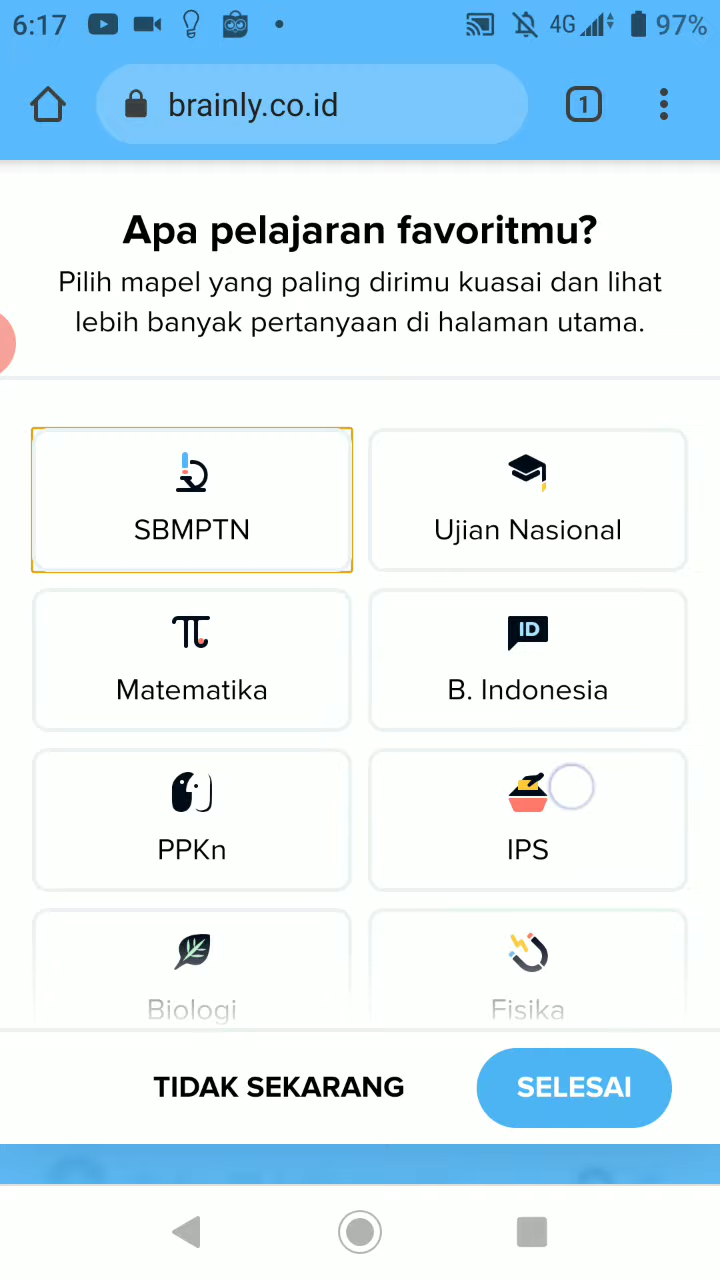 6:17 4G 97%
brainly.co.id 1
Apa pelajaran favoritmu?
Pilih mapel yang paling dirimu kuasai dan lihat
lebih banyak pertanyaan di halaman utama.
SBMPTN
Ujian Nasional
Matematika
ID
B. Indonesia
PPKn
IPS
Biologi
Fisika
TIDAK SEKARANG
SELESAI